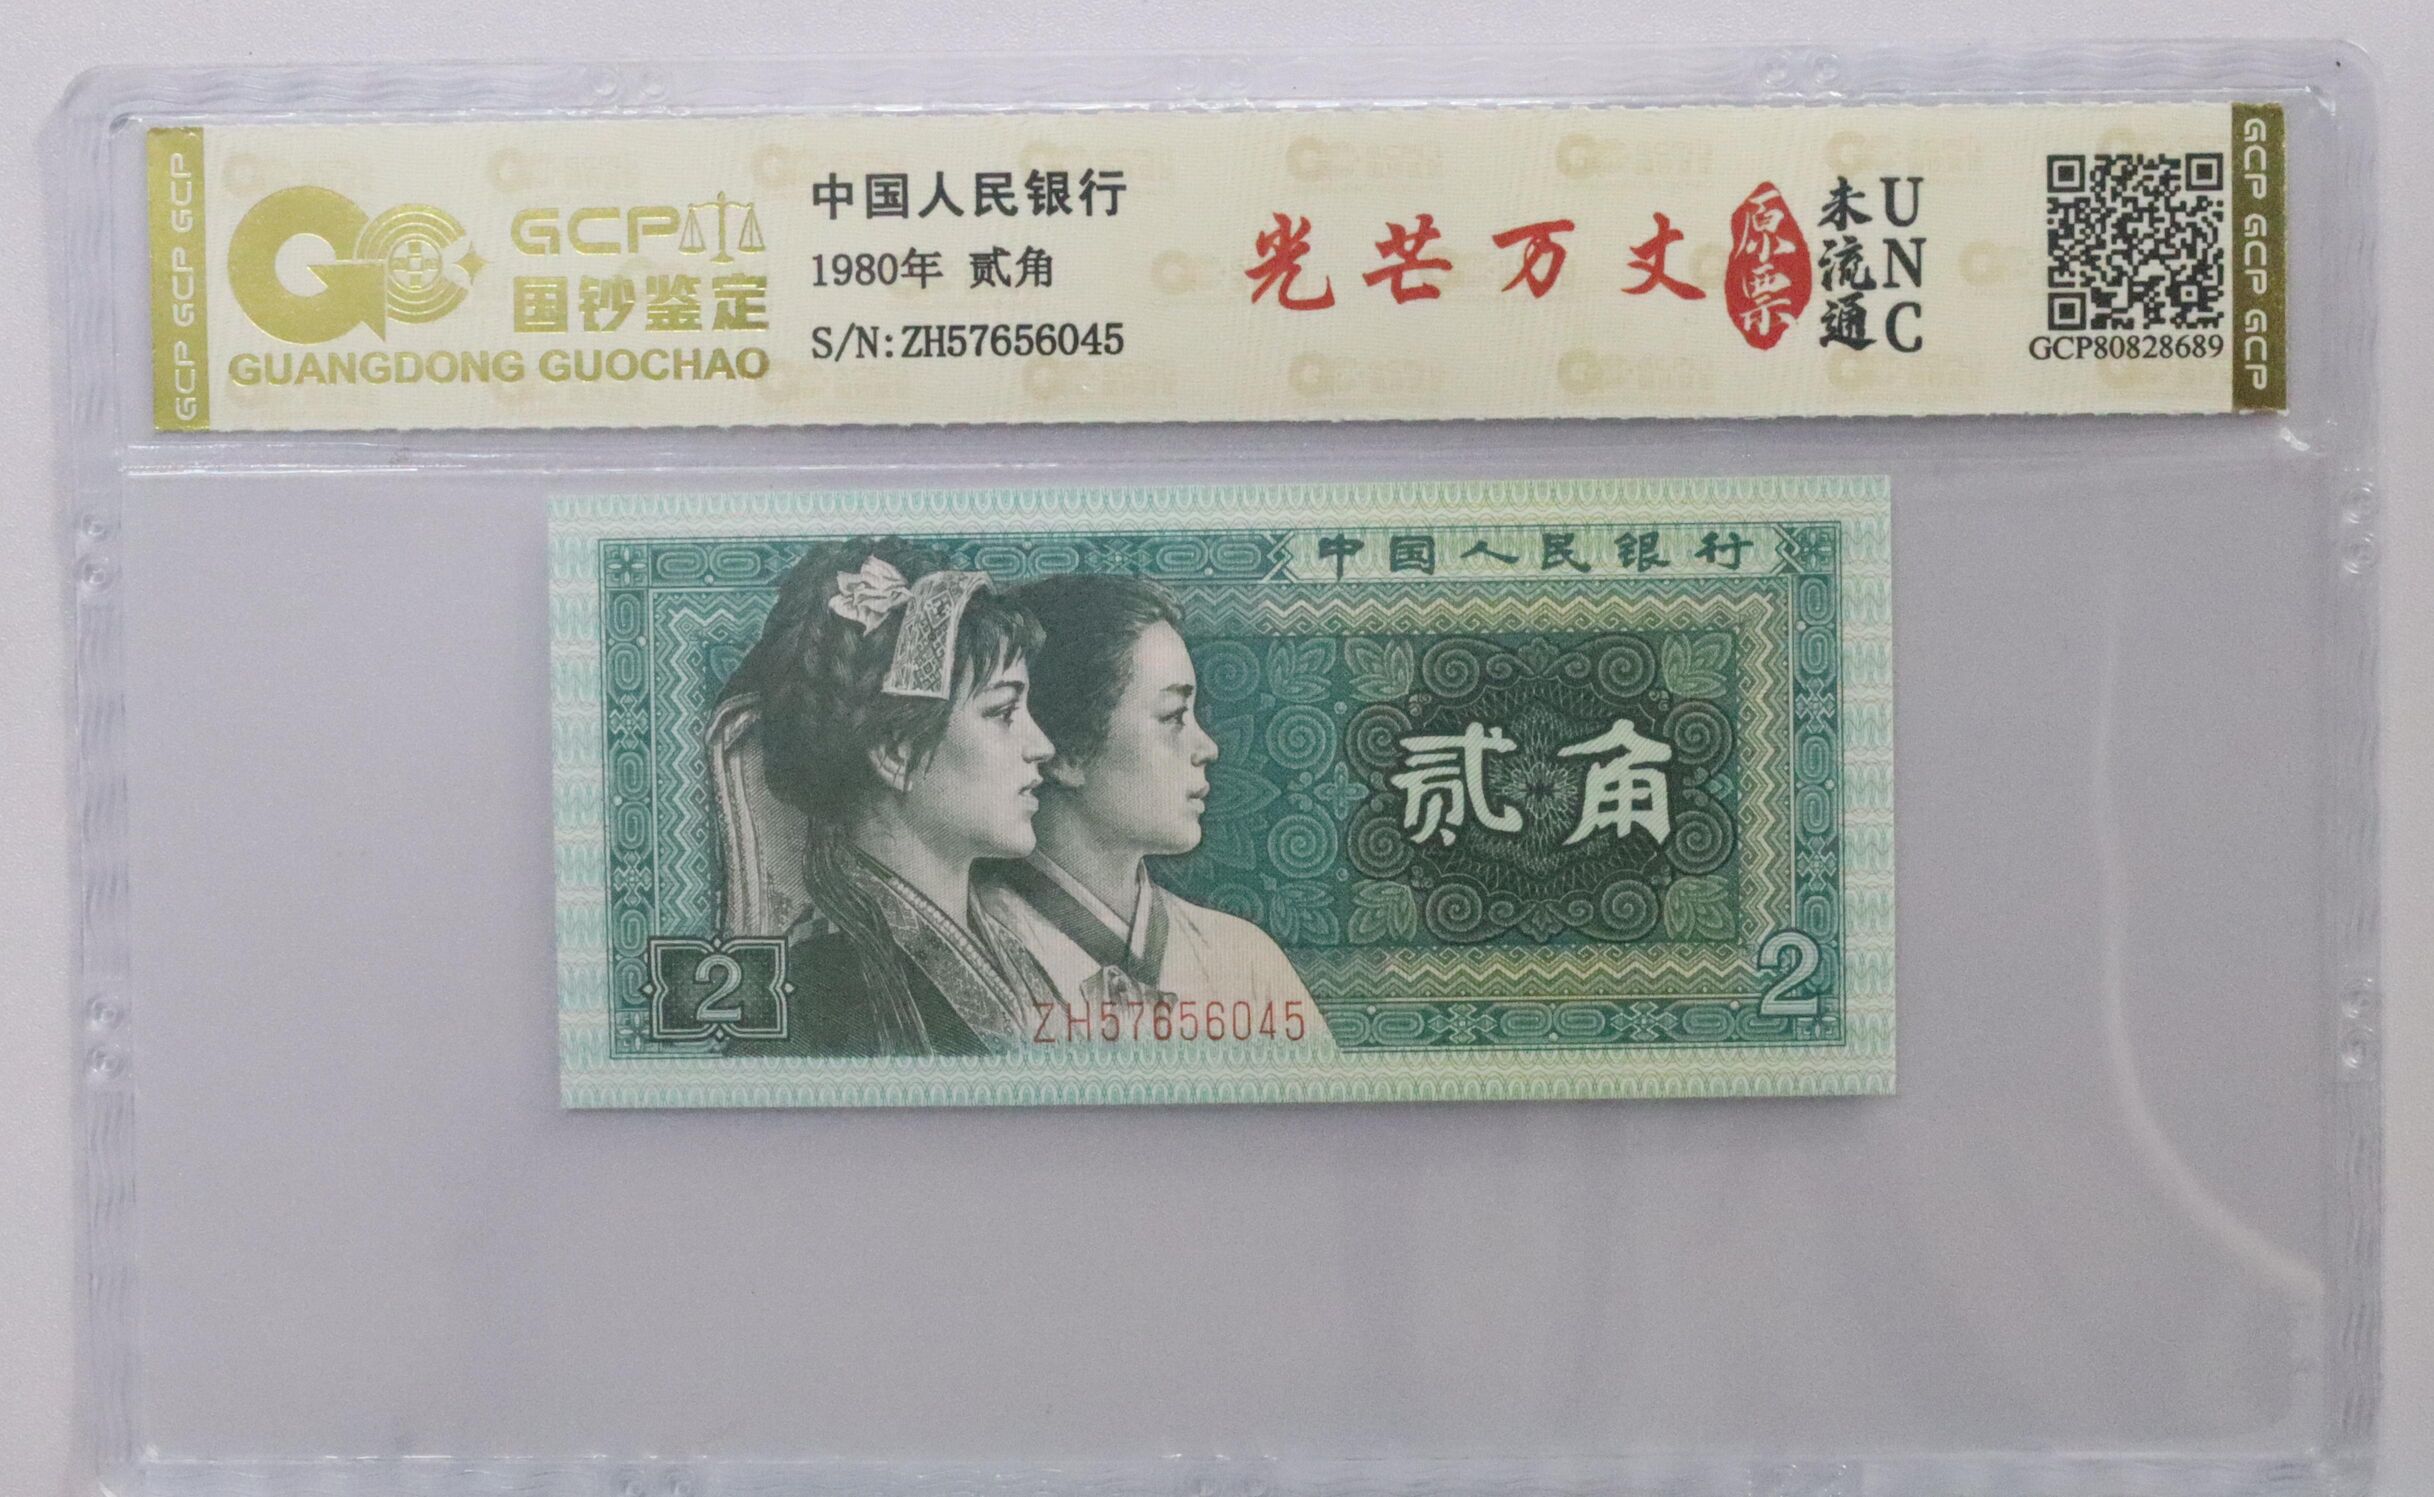 GCP GCP GCP
GCP
国钞鉴定
GUANGDONG GUOCHAO
中国人民银行
1980年 贰角
S/N:ZH57656045
光芒万丈
原票
未流通
UNC
GCP80828689
GCP GCP GCP
中国人民银行
贰角
2
2
ZH57656045